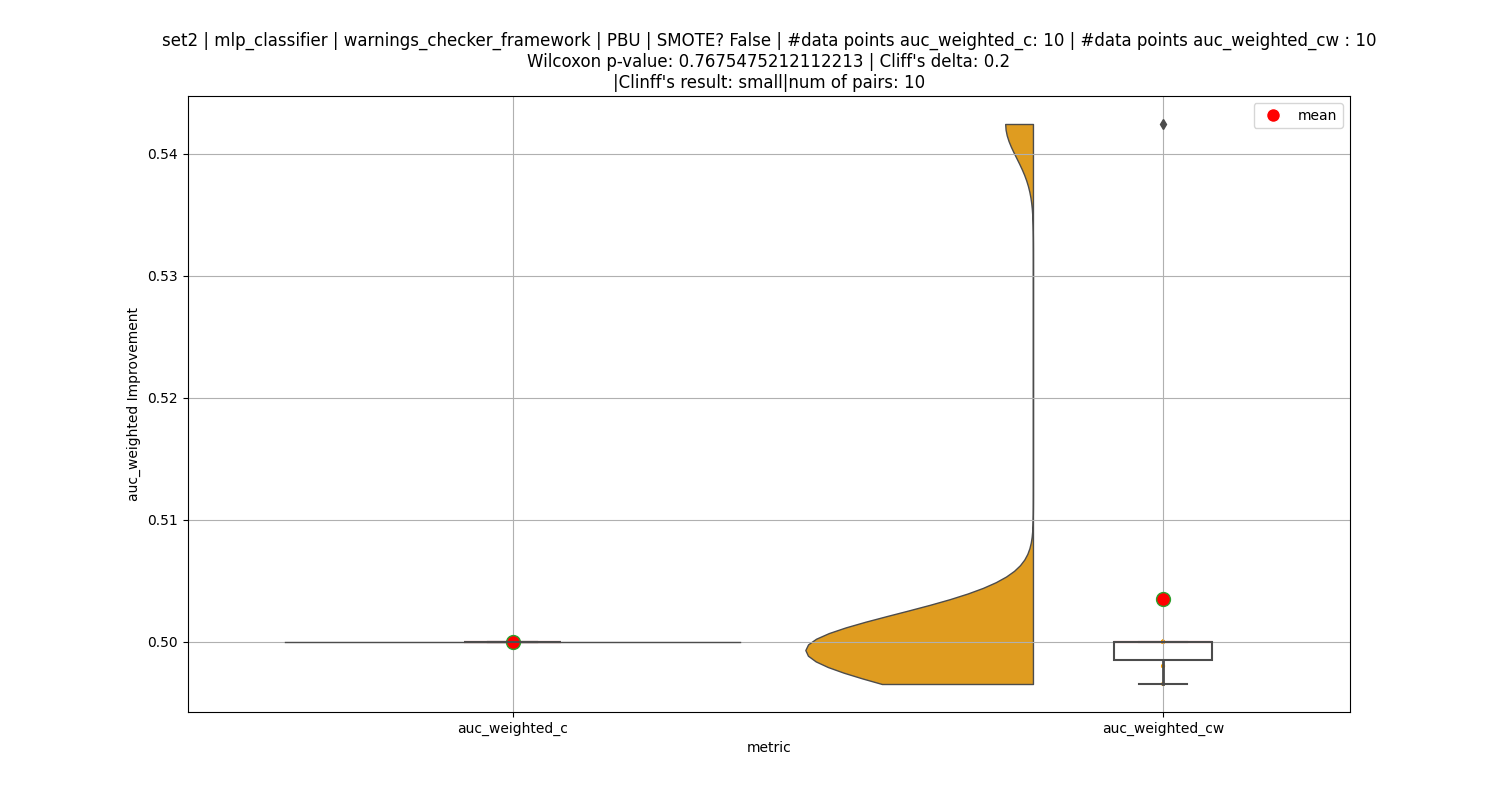 set2 | mlp_classifier | warnings_checker_framework | PBU | SMOTE? False | #data points auc_weighted_c: 10 | #data points auc_weighted_cw : 10
Wilcoxon p-value: 0.7675475212112213 | Cliff's delta: 0.2
|Clinff's result: small|num of pairs: 10
mean
0.54
0.53
0.52
0.51
0.50
auc_weighted Improvement
auc_weighted_c
auc_weighted_cw
metric